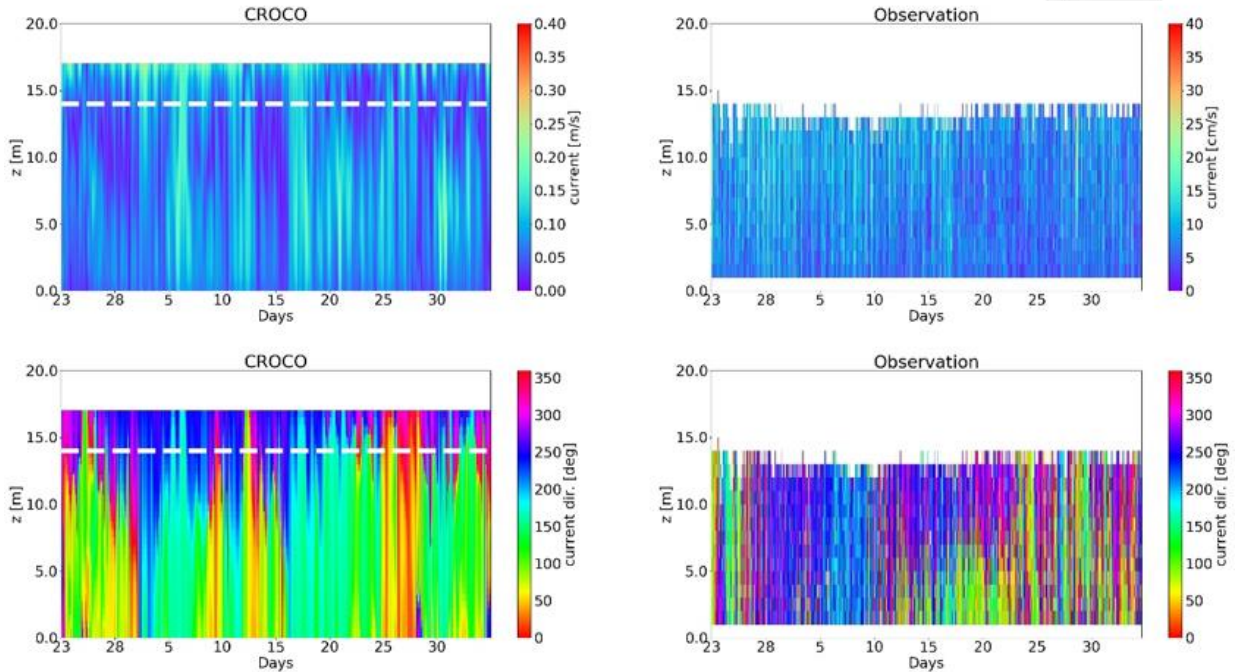 CROCO
20.0
15.0
10.0
5.0
0.0
z [m]
23 28 5 10 15 20 25 30
Days
0.40
0.35
0.30
0.25
0.20
0.15
0.10
0.05
0.00
current [m/s]
Observation
20.0
15.0
10.0
5.0
0.0
z [m]
23 28 5 10 15 20 25 30
Days
40
35
30
25
20
15
10
5
0
current [cm/s]
CROCO
20.0
15.0
10.0
5.0
0.0
z [m]
23 28 5 10 15 20 25 30
Days
350
300
250
200
150
100
50
0
current dir. [deg]
Observation
20.0
15.0
10.0
5.0
0.0
z [m]
23 28 5 10 15 20 25 30
Days
350
300
250
200
150
100
50
0
current dir. [deg]